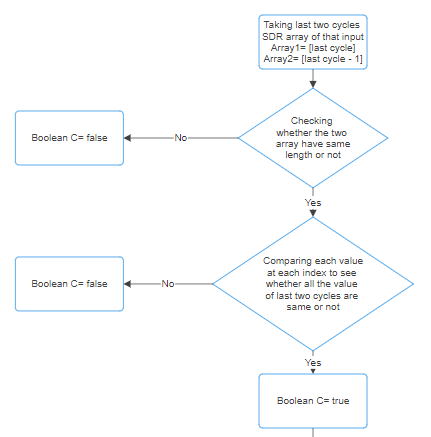 Taking last two cycles
SDR array of that input
Array1= [last cycle]
Array2= [last cycle - 1]
Checking
whether the two
array have same
length or not
No
Boolean C= false
Yes
Comparing each value
at each index to see
whether all the value
of last two cycles are
same or not
No
Boolean C= false
Yes
Boolean C= true